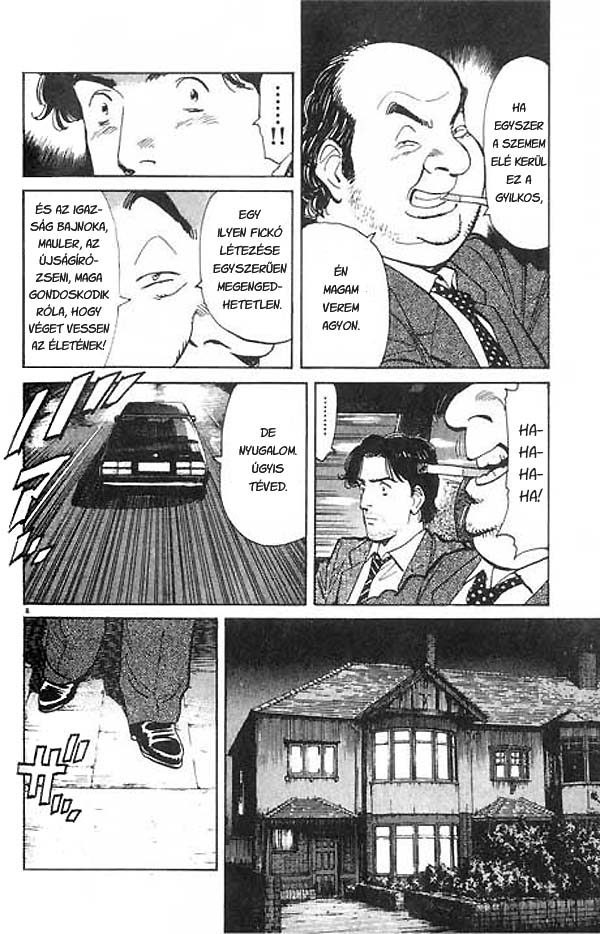 HA
EGYSZER
A SZEMEM
ELÉ KERÜL
EZ A
GYILKOS,
ÉN
MAGAM
VEREM
AGYON.
......
!!
EGY
ILYEN FICKÓ
LÉTEZÉSE
EGYSZERŰEN
MEGENGED-
HETETLEN.
ÉS AZ IGAZ-
SÁG BAJNOKA,
MAULER, AZ
ÚJSÁGÍRÓ-
ZSENI, MAGA
GONDOSKODIK
RÓLA, HOGY
VÉGET VESSEN
AZ ÉLETÉNEK!
HA-
HA-
HA-
HA!
......
DE
NYUGALOM.
ÚGYIS
TÉVED.
8